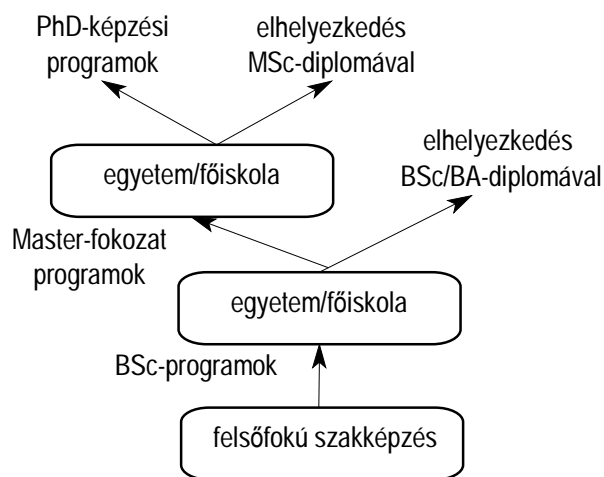 PhD-képzési
programok
elhelyezkedés
MSc-diplomával
elhelyezkedés
BSc/BA-diplomával
egyetem/főiskola
Master-fokozat
programok
egyetem/főiskola
BSc-programok
felsőfokú szakképzés